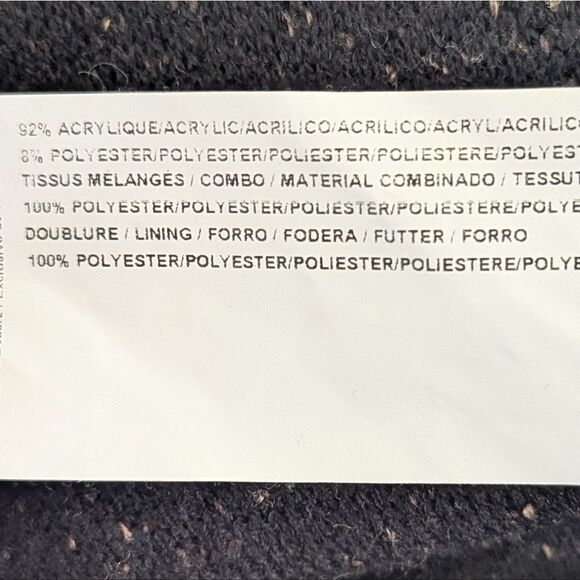 92% ACRYLIQUE/ACRYLIC/ACRILICO/ACRILICO/ACRYL/ACRILIC
8% POLYESTER/POLYESTER/POLIESTER/POLIESTERE/POLYEST
TISSUS MÉLANGÉS / COMBO / MATERIAL COMBINADO / TESSUT
100% POLYESTER/POLYESTER/POLIESTER/POLIESTERE/POLYE
DOUBLURE / LINING / FORRO / FODERA / FUTTER / FORRO
100% POLYESTER/POLYESTER/POLIESTER/POLIESTERE/POLYE